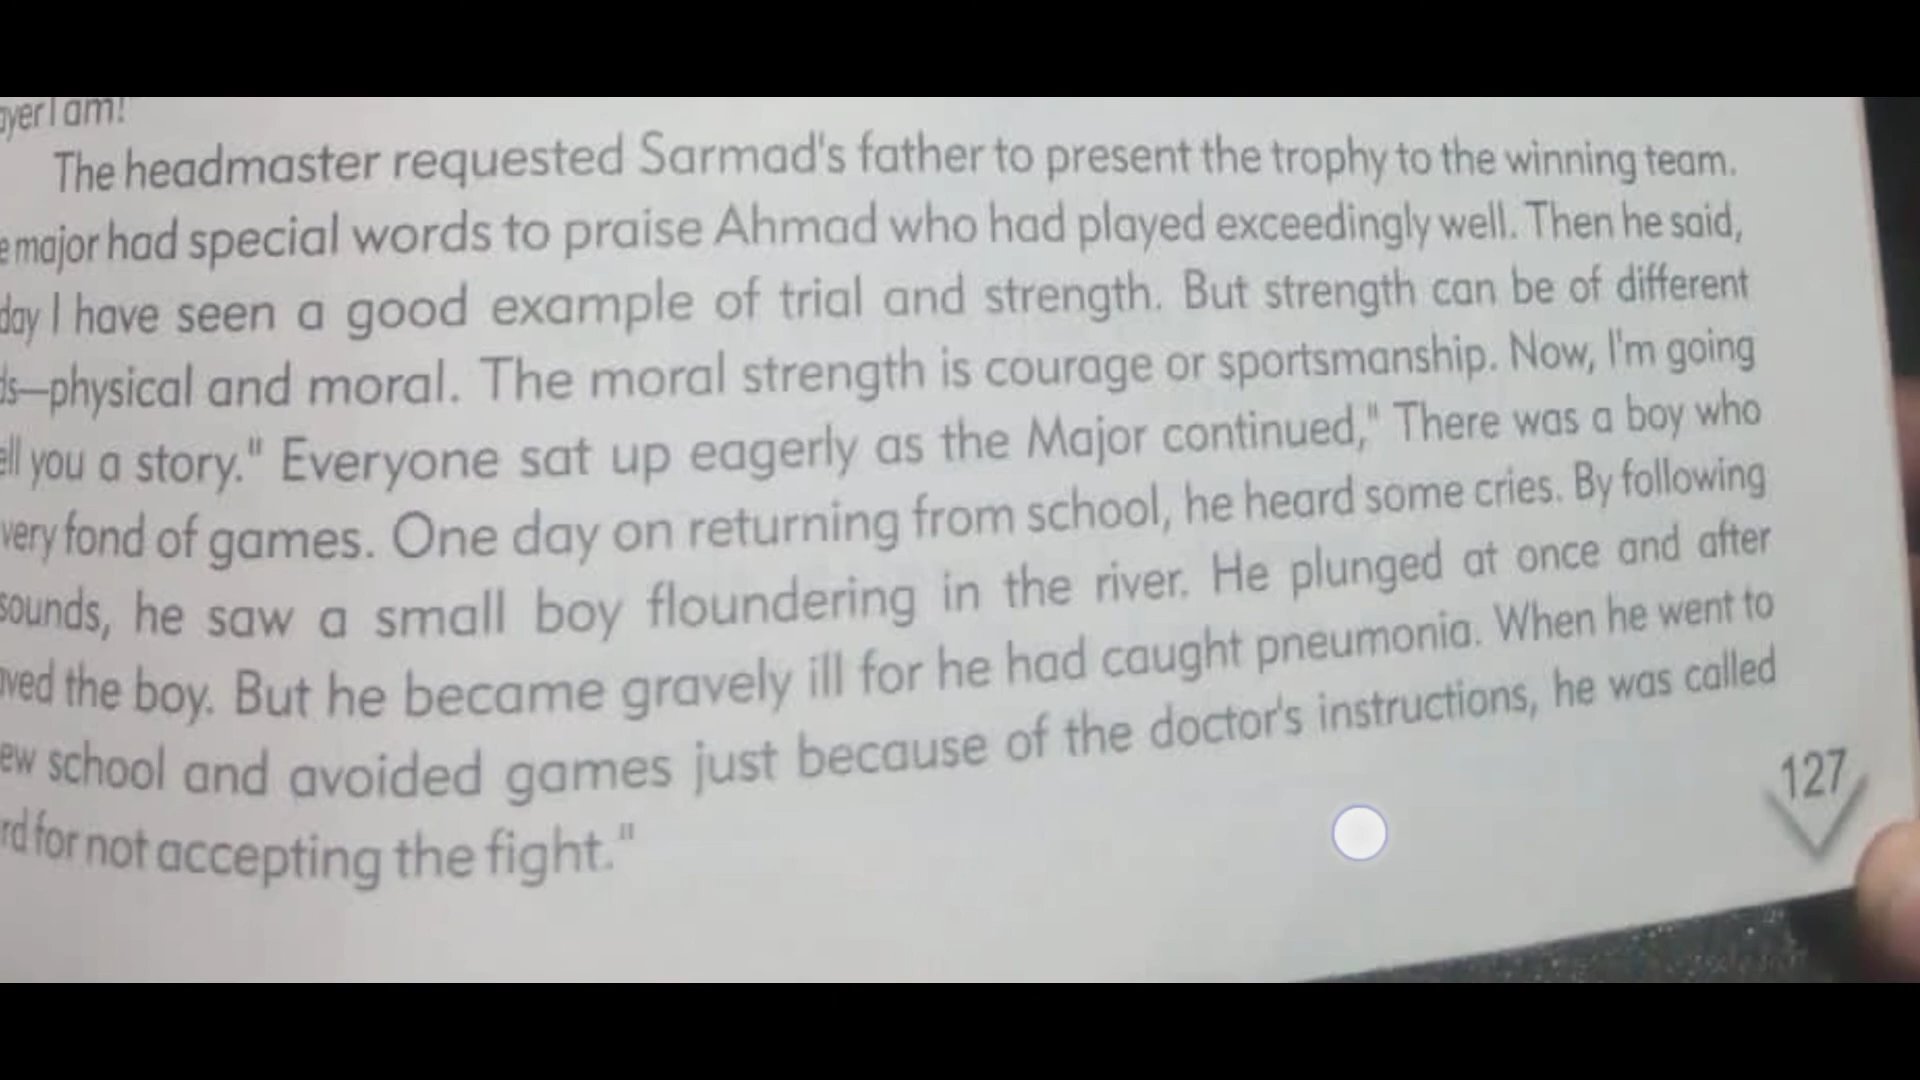 I am!
The headmaster requested Sarmad's father to present the trophy to the winning team.
major had special words to praise Ahmad who had played exceedingly well. Then he said,
I have seen a good example of trial and strength. But strength can be of different
—physical and moral. The moral strength is courage or sportsmanship. Now, I'm going
you a story." Everyone sat up eagerly as the Major continued," There was a boy who
very fond of games. One day on returning from school, he heard some cries. By following
sounds, he saw a small boy floundering in the river. He plunged at once and after
the boy. But he became gravely ill for he had caught pneumonia. When he went to
school and avoided games just because of the doctor's instructions, he was called
for not accepting the fight."
127